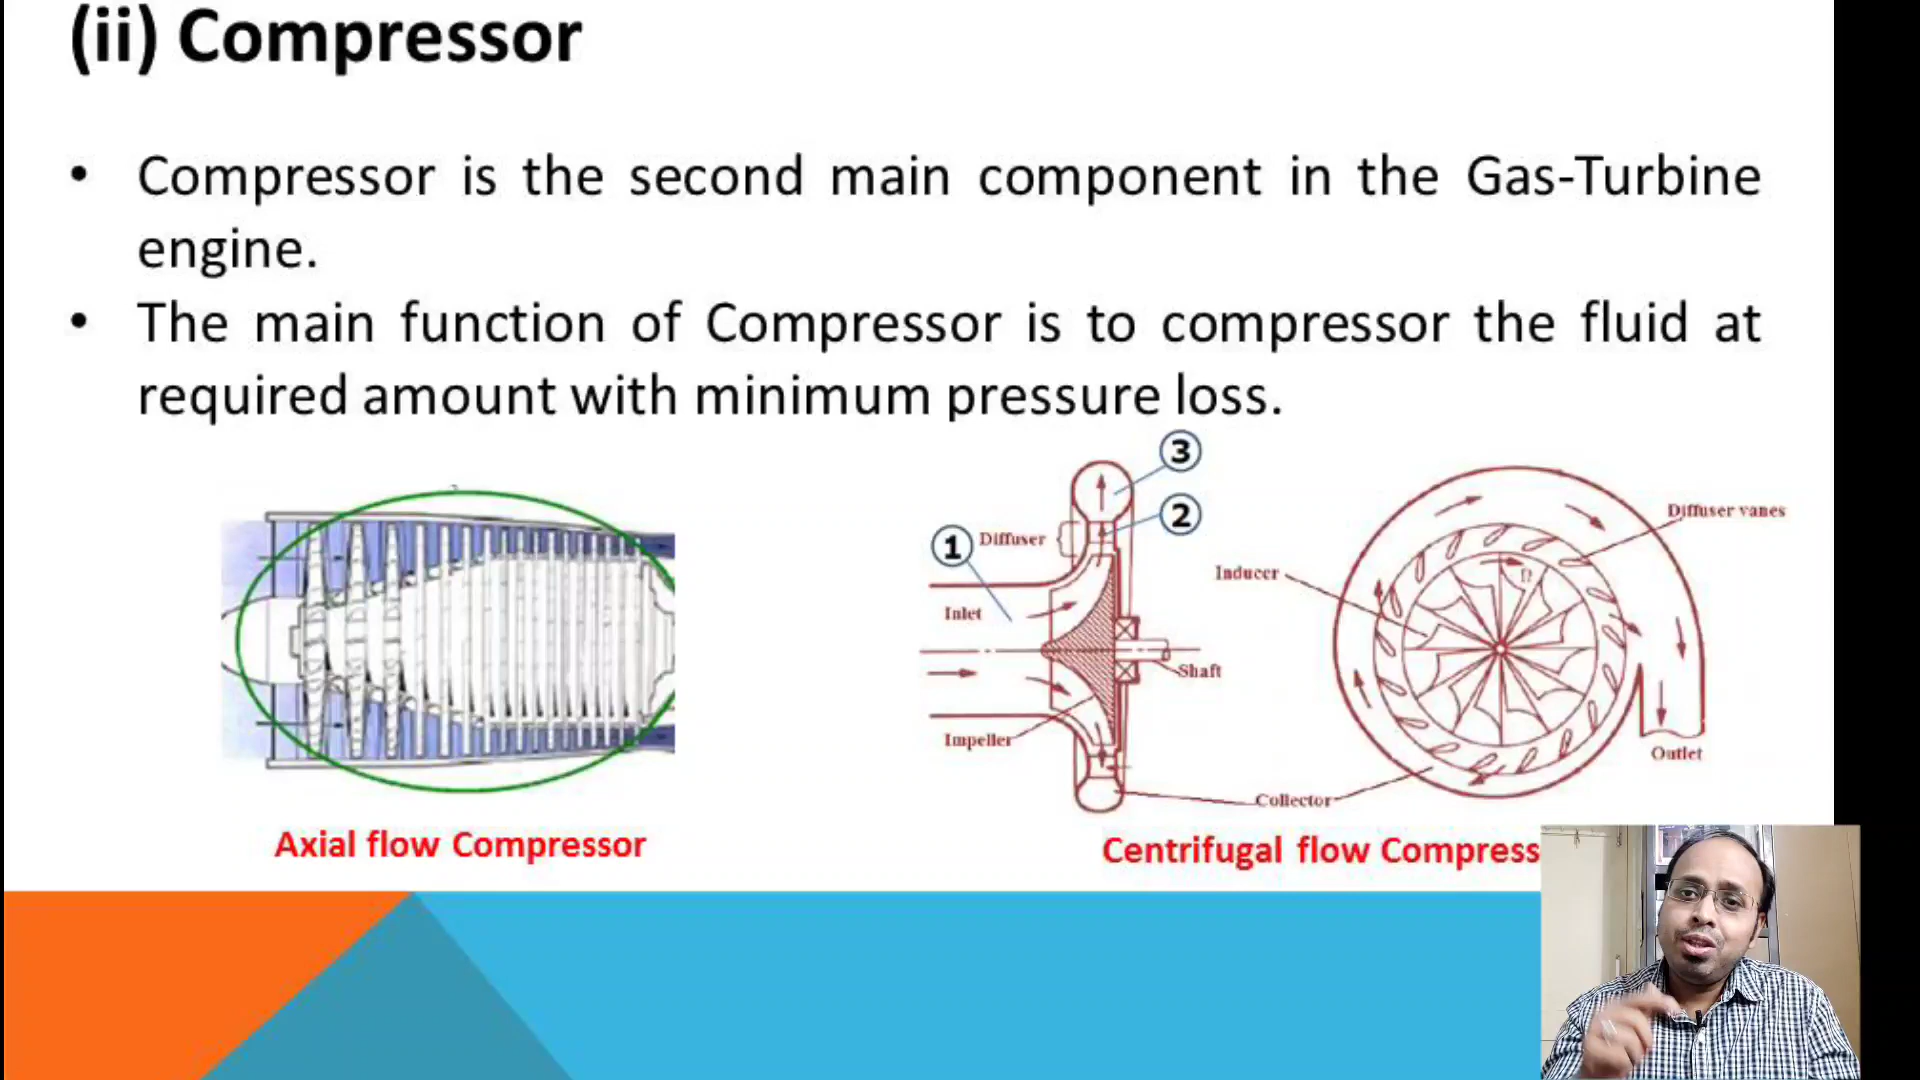 (ii) Compressor
• Compressor is the second main component in the Gas-Turbine
engine.
• The main function of Compressor is to compressor the fluid at
required amount with minimum pressure loss.
3
2
1
Diffuser
Inlet
Shaft
Impeller
Collector
Inducer
Diffuser vanes
Ω
Outlet
Axial flow Compressor
Centrifugal flow Compress